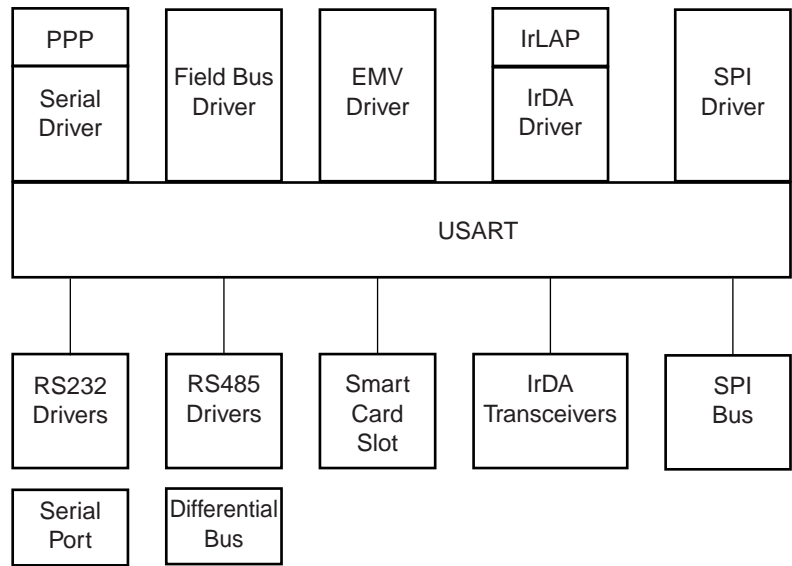 PPP
Serial
Driver
Field Bus
Driver
EMV
Driver
IrLAP
IrDA
Driver
SPI
Driver
USART
RS232
Drivers
RS485
Drivers
Smart
Card
Slot
IrDA
Transceivers
SPI
Bus
Serial
Port
Differential
Bus